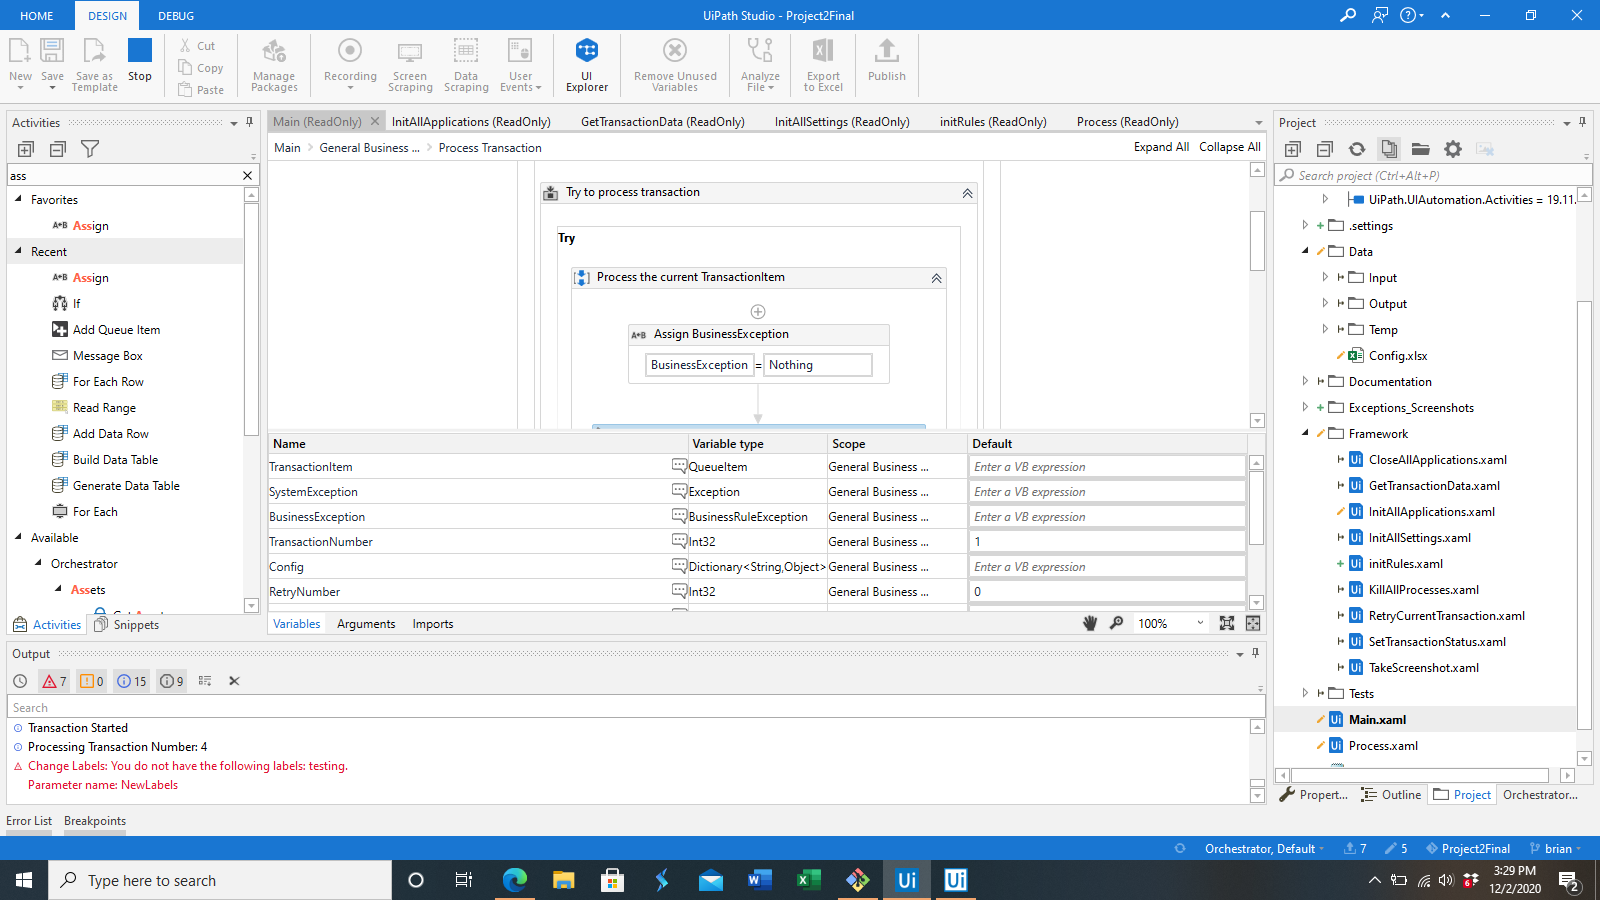 HOME DESIGN DEBUG UiPath Studio - Project2Final
New Save Save as Template Stop Cut Copy Paste Manage Packages Recording Screen Scraping Data Scraping User Events UI Explorer Remove Unused Variables Analyze File Export to Excel Publish
Activities
ass
Favorites
Assign
Recent
Assign
If
Add Queue Item
Message Box
For Each Row
Read Range
Add Data Row
Build Data Table
Generate Data Table
For Each
Available
Orchestrator
Assets
Activities Snippets
Main (ReadOnly) InitAllApplications (ReadOnly) GetTransactionData (ReadOnly) InitAllSettings (ReadOnly) initRules (ReadOnly) Process (ReadOnly)
Main > General Business ... > Process Transaction Expand All Collapse All
Try to process transaction
Try
Process the current TransactionItem
A+B Assign BusinessException
BusinessException = Nothing
Name Variable type Scope Default
TransactionItem QueueItem General Business ... Enter a VB expression
SystemException Exception General Business ... Enter a VB expression
BusinessException BusinessRuleException General Business ... Enter a VB expression
TransactionNumber Int32 General Business ... 1
Config Dictionary<String,Object> General Business ... Enter a VB expression
RetryNumber Int32 General Business ... 0
Variables Arguments Imports 100%
Project
Search project (Ctrl+Alt+P)
UiPath.UIAutomation.Activities = 19.11.
.settings
Data
Input
Output
Temp
Config.xlsx
Documentation
Exceptions_Screenshots
Framework
CloseAllApplications.xaml
GetTransactionData.xaml
InitAllApplications.xaml
InitAllSettings.xaml
initRules.xaml
KillAllProcesses.xaml
RetryCurrentTransaction.xaml
SetTransactionStatus.xaml
TakeScreenshot.xaml
Tests
Main.xaml
Process.xaml
Propert... Outline Project Orchestrator...
Output
7 0 15 9
Search
Transaction Started
Processing Transaction Number: 4
Change Labels: You do not have the following labels: testing.
Parameter name: NewLabels
Error List Breakpoints
Orchestrator, Default 7 5 Project2Final brian
Type here to search
3:29 PM
12/2/2020
6
2